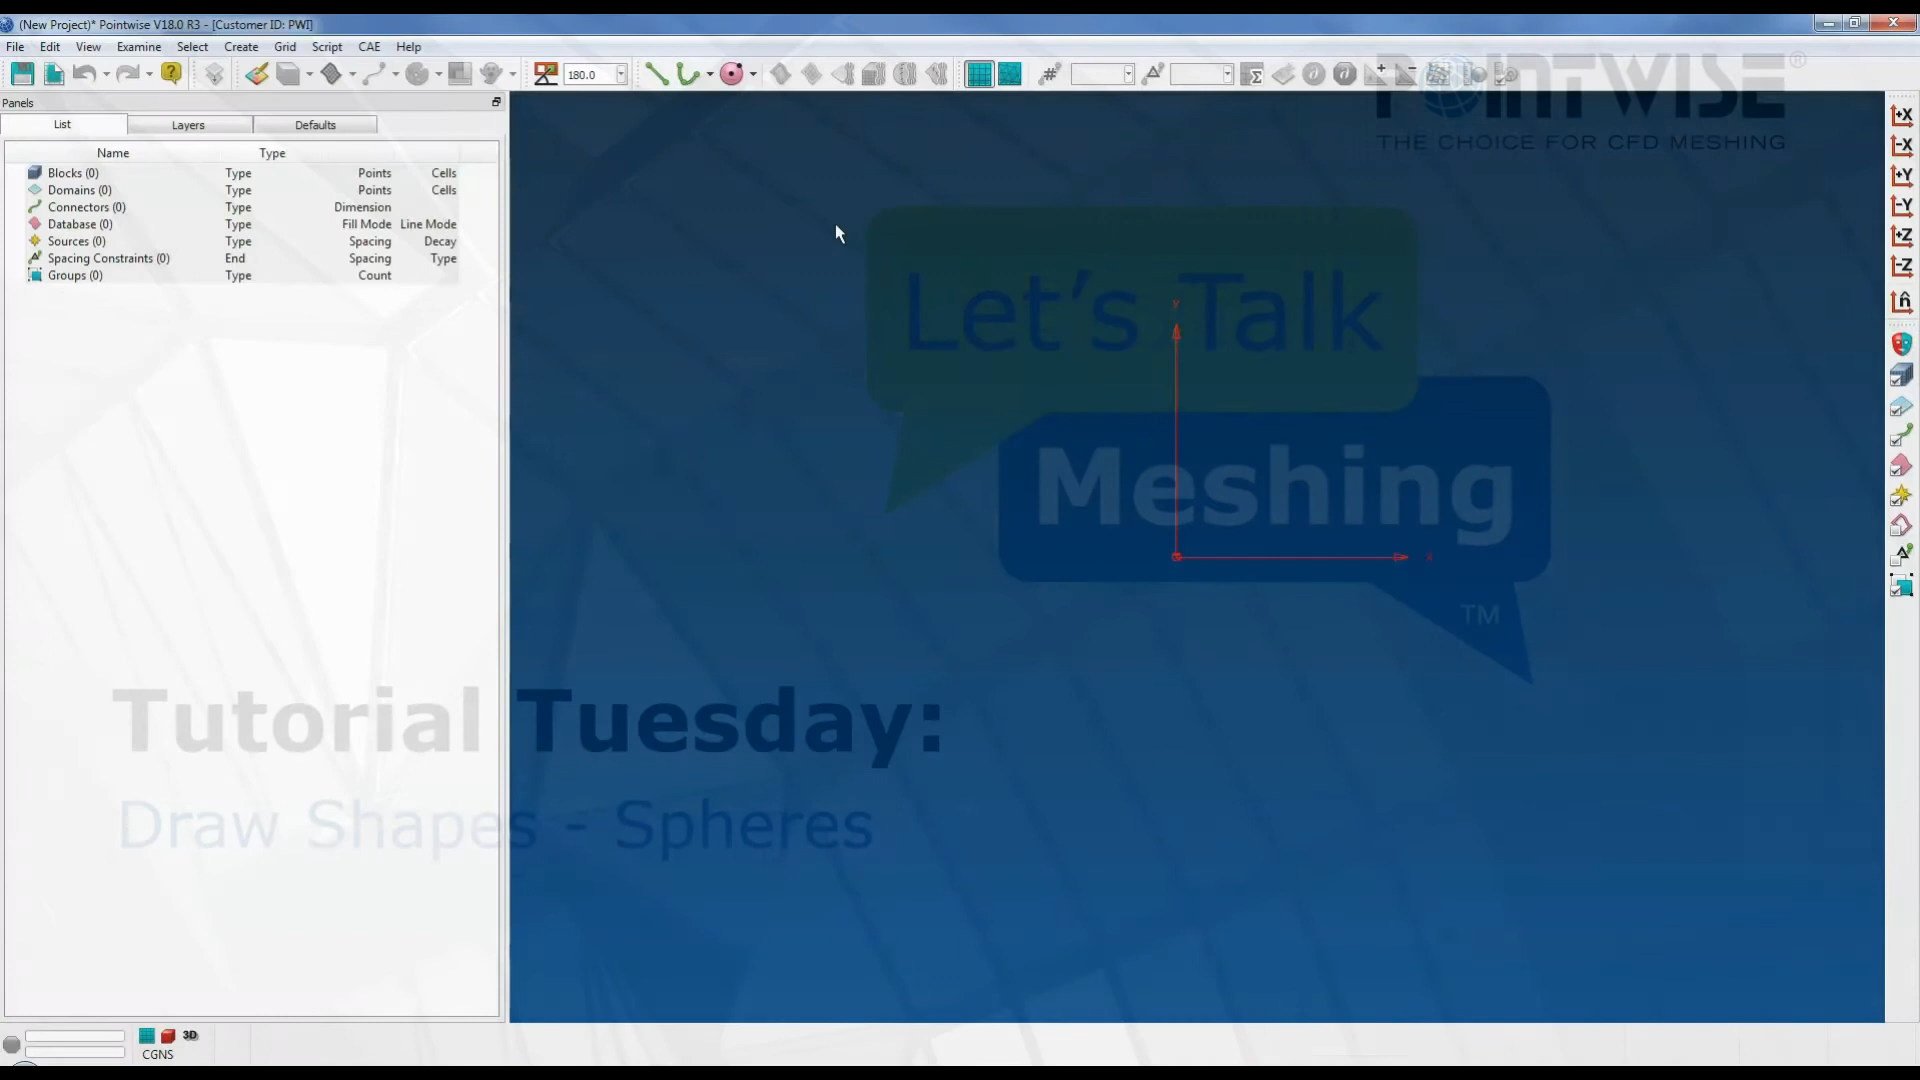 (New Project)* Pointwise V18.0 R3 - [Customer ID: PWI]
File Edit View Examine Select Create Grid Script CAE Help
180.0
POINTWISE®
THE CHOICE FOR CFD MESHING
Panels
List Layers Defaults
Name Type
Blocks (0) Type Points Cells
Domains (0) Type Points Cells
Connectors (0) Type Dimension
Database (0) Type Fill Mode Line Mode
Sources (0) Type Spacing Decay
Spacing Constraints (0) End Spacing Type
Groups (0) Type Count
+X
-X
+Y
-Y
+Z
-Z
n̂
Let's Talk
Meshing
TM
Y
X
Tutorial Tuesday:
Draw Shapes - Spheres
3D
CGNS